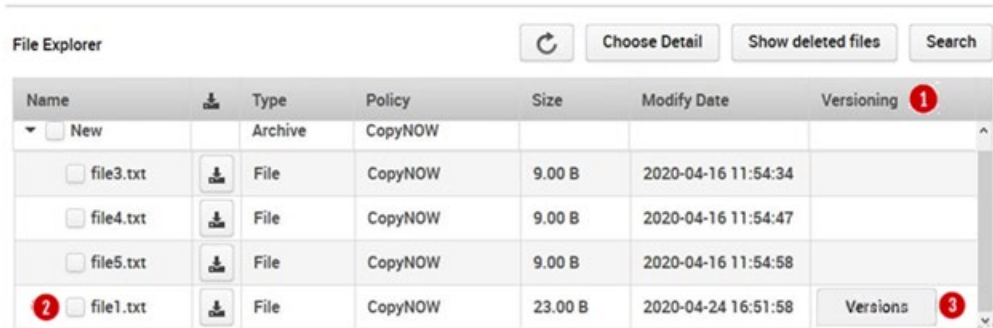 File Explorer Choose Detail Show deleted files Search
Name Type Policy Size Modify Date Versioning 1
New Archive CopyNOW
file3.txt File CopyNOW 9.00 B 2020-04-16 11:54:34
file4.txt File CopyNOW 9.00 B 2020-04-16 11:54:47
file5.txt File CopyNOW 9.00 B 2020-04-16 11:54:58
2 file1.txt File CopyNOW 23.00 B 2020-04-24 16:51:58 Versions 3